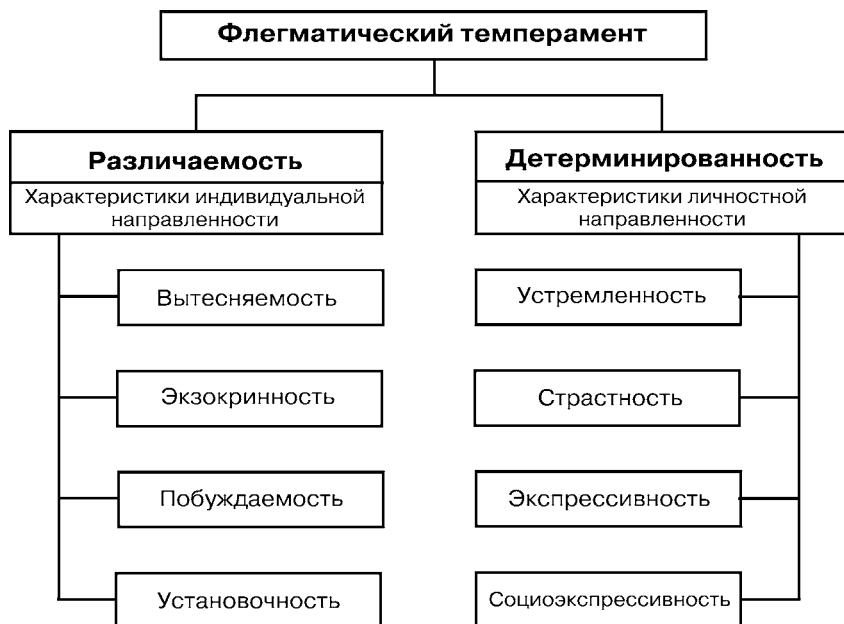 Флегматический темперамент
Различаемость
Характеристики индивидуальной
направленности
Вытесняемость
Экзокринность
Побуждаемость
Установочность
Детерминированность
Характеристики личностной
направленности
Устремленность
Страстность
Экспрессивность
Социоэкспрессивность